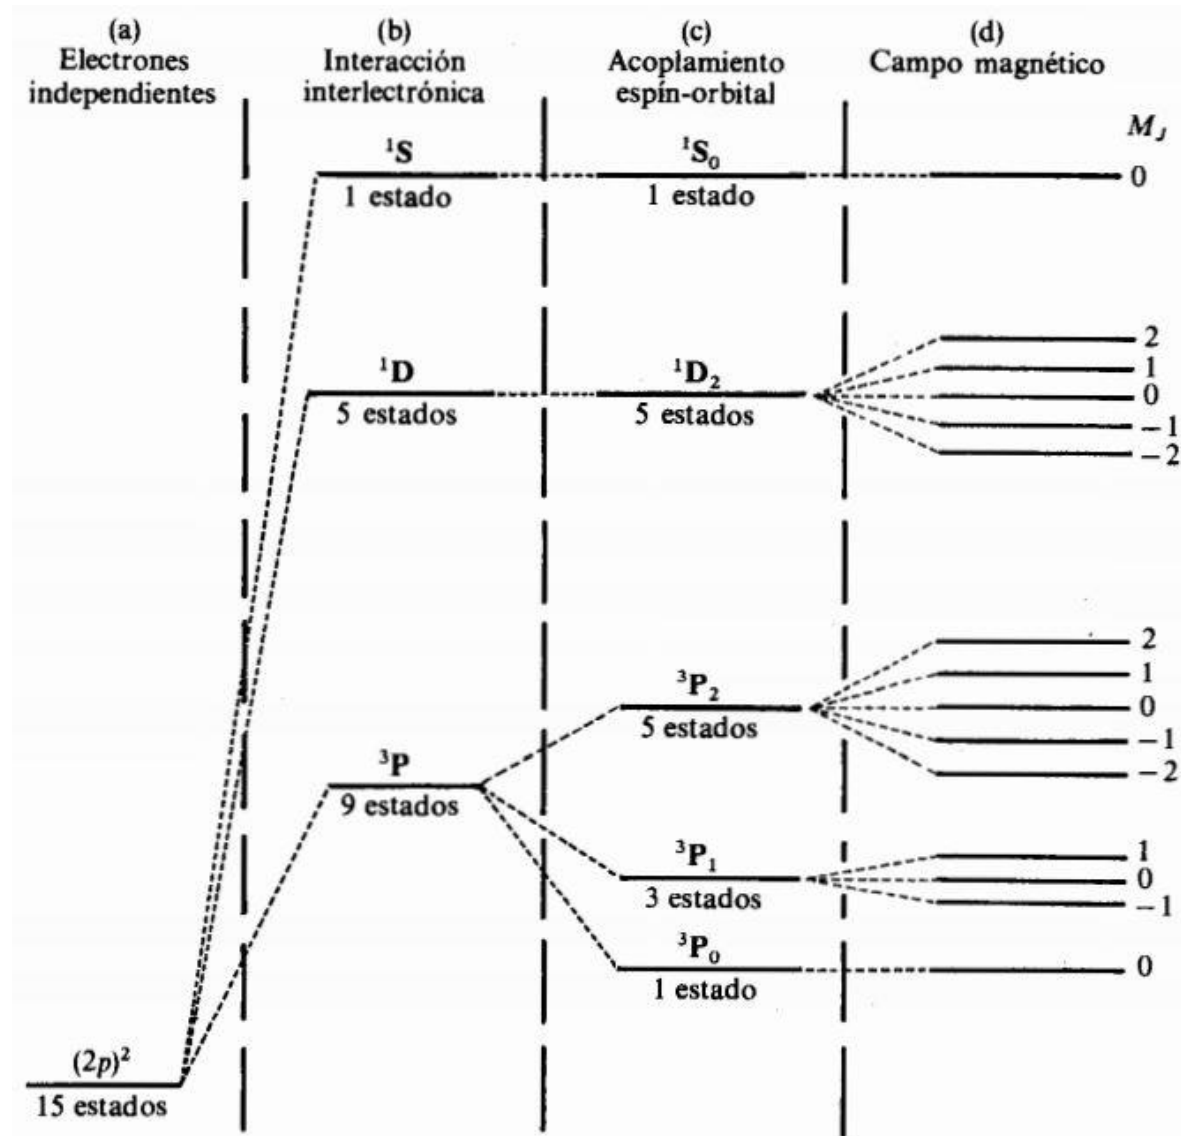 (a)
Electrones
independientes
(b)
Interacción
interlectrónica
(c)
Acoplamiento
espín-orbital
(d)
Campo magnético
M_J
¹S
1 estado
¹S₀
1 estado
0
¹D
5 estados
¹D₂
5 estados
2
1
0
−1
−2
³P
9 estados
³P₂
5 estados
2
1
0
−1
−2
³P₁
3 estados
1
0
−1
³P₀
1 estado
0
(2p)²
15 estados